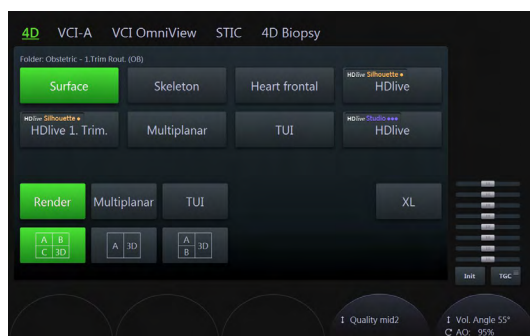 4D VCI-A VCI OmniView STIC 4D Biopsy
Folder: Obstetric - 1.Trim Rout. (OB)
Surface
Skeleton
Heart frontal
HDlive Silhouette
HDlive
HDlive Silhouette
HDlive 1. Trim.
Multiplanar
TUI
HDlive Studio
HDlive
Render
Multiplanar
TUI
XL
A B
C 3D
A 3D
A
B 3D
Init
TGC
Quality mid2
Vol. Angle 55°
AO: 95%